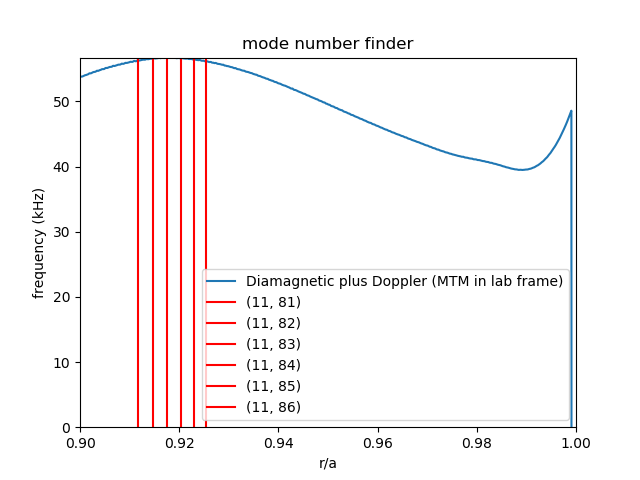 mode number finder
frequency (kHz)
50
40
30
20
10
0
Diamagnetic plus Doppler (MTM in lab frame)
(11, 81)
(11, 82)
(11, 83)
(11, 84)
(11, 85)
(11, 86)
0.90 0.92 0.94 0.96 0.98 1.00
r/a